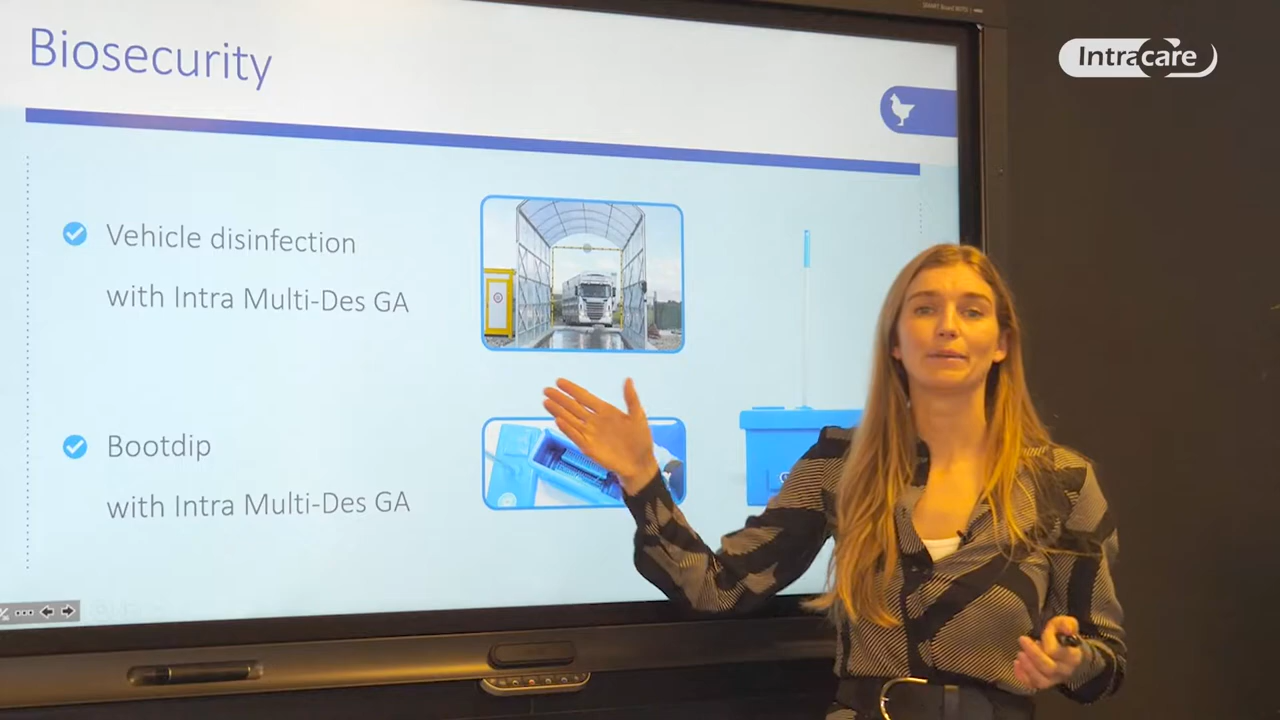 Biosecurity
Intracare
Vehicle disinfection
with Intra Multi-Des GA
Bootdip
with Intra Multi-Des GA